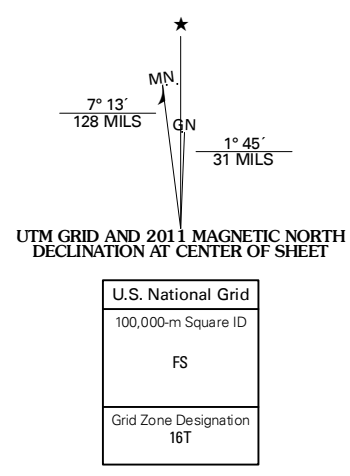 ★
MN.
GN
7° 13´
128 MILS
1° 45´
31 MILS
UTM GRID AND 2011 MAGNETIC NORTH
DECLINATION AT CENTER OF SHEET
U.S. National Grid
100,000-m Square ID
FS
Grid Zone Designation
16T